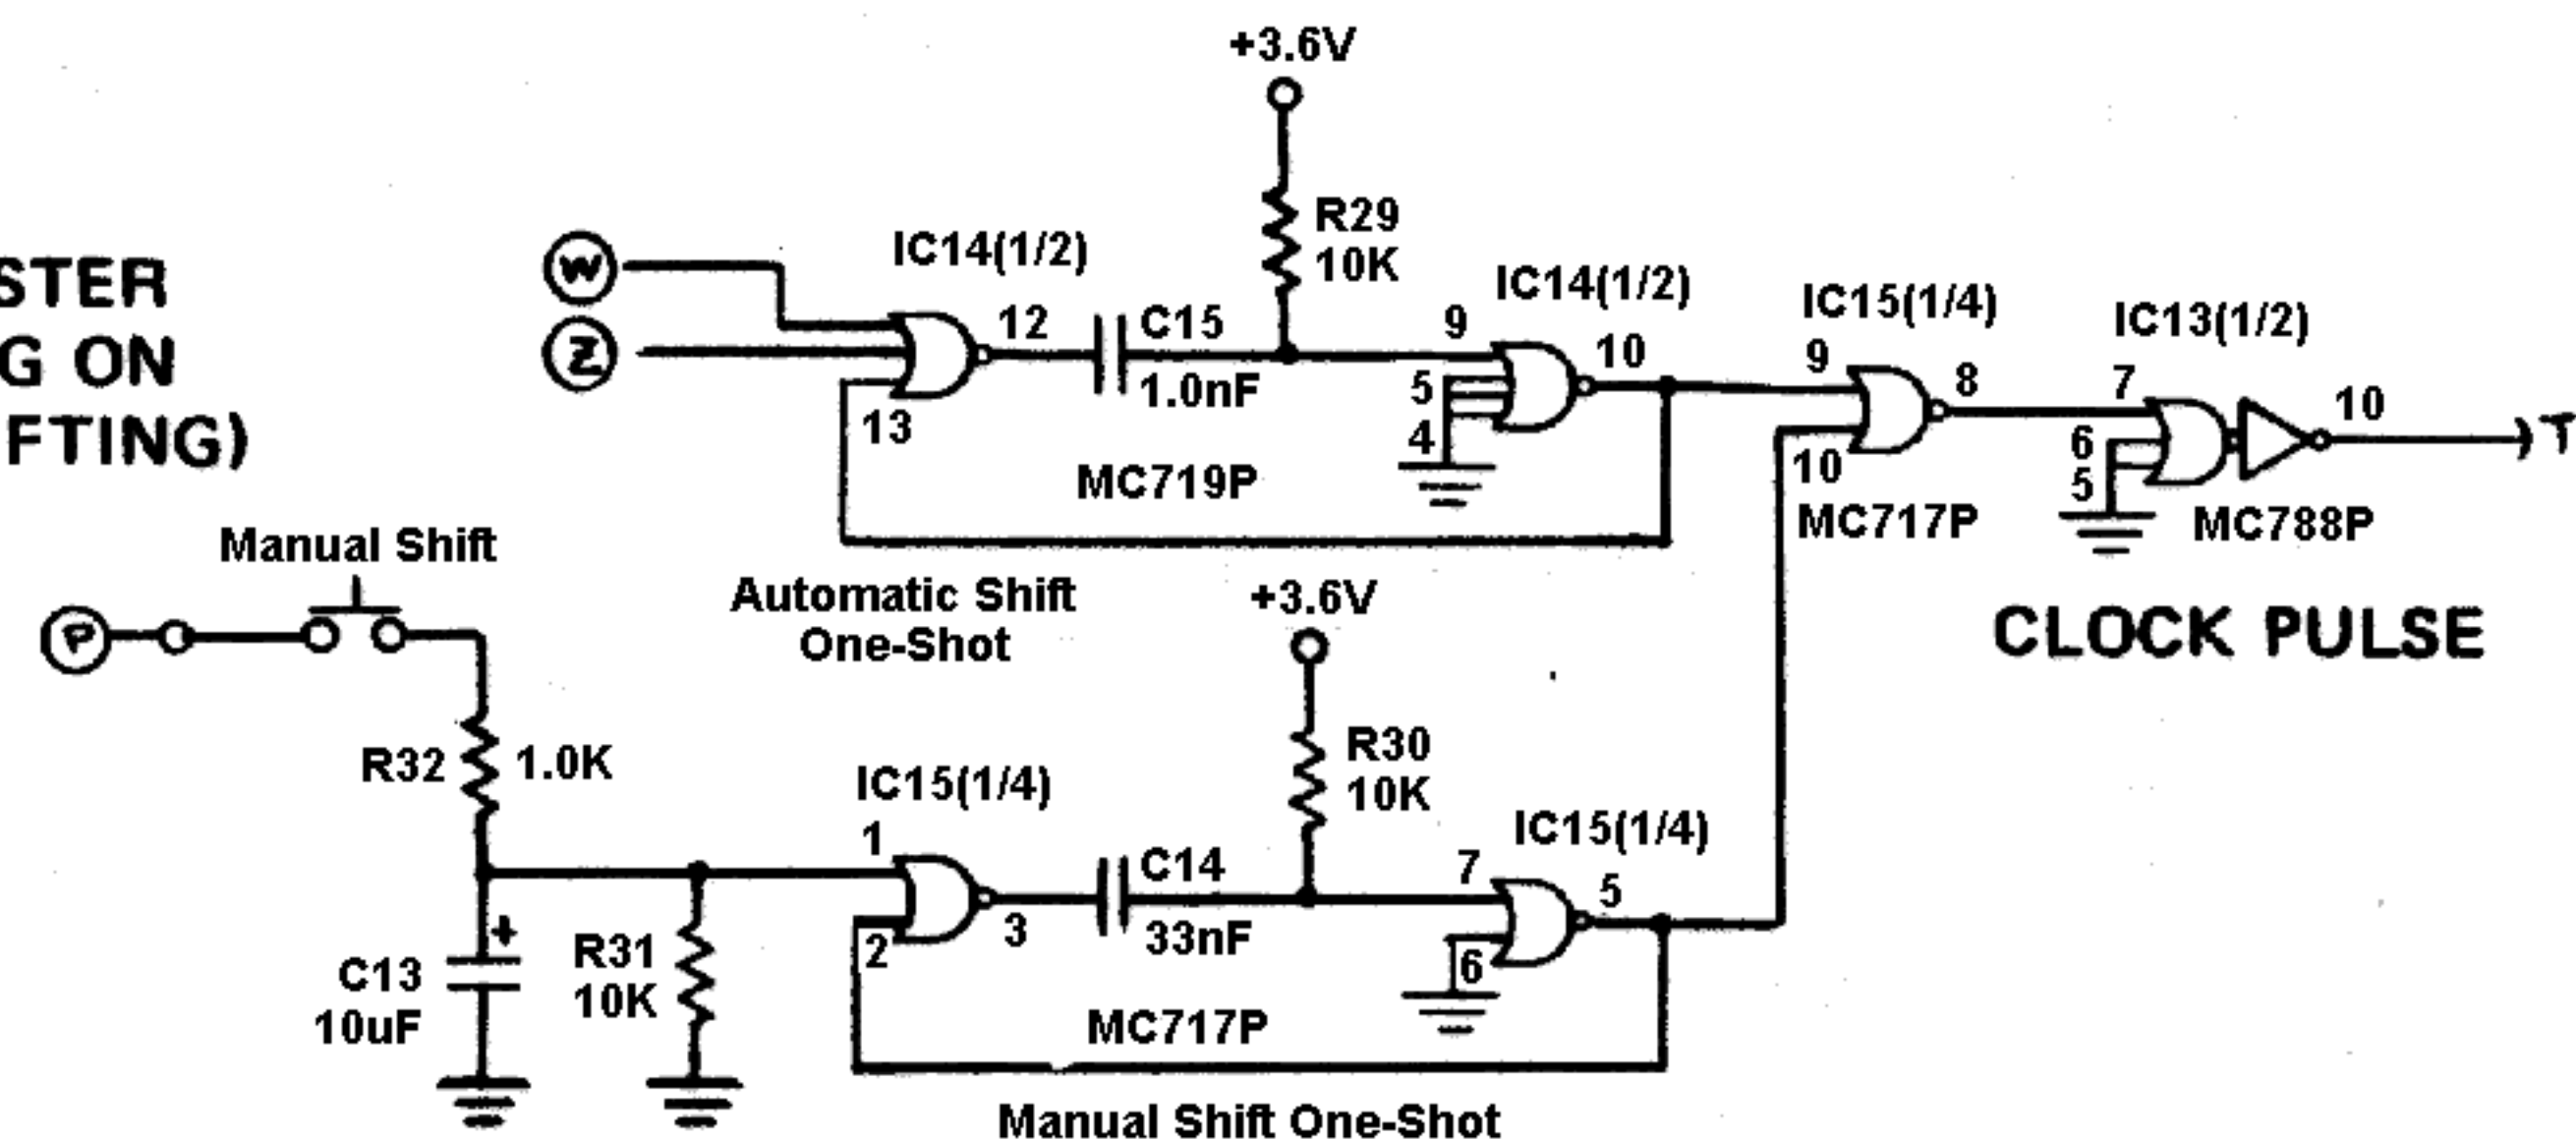 +3.6V
STER
G ON
FTING)
W
Z
IC14(1/2)
12
13
C15
1.0nF
R29
10K
9
5
4
IC14(1/2)
10
MC719P
IC15(1/4)
9
10
8
MC717P
IC13(1/2)
7
6
5
10
T
MC788P
CLOCK PULSE
Automatic Shift
One-Shot
Manual Shift
P
R32
1.0K
+
C13
10uF
R31
10K
IC15(1/4)
1
2
3
C14
33nF
+3.6V
R30
10K
IC15(1/4)
7
6
5
MC717P
Manual Shift One-Shot